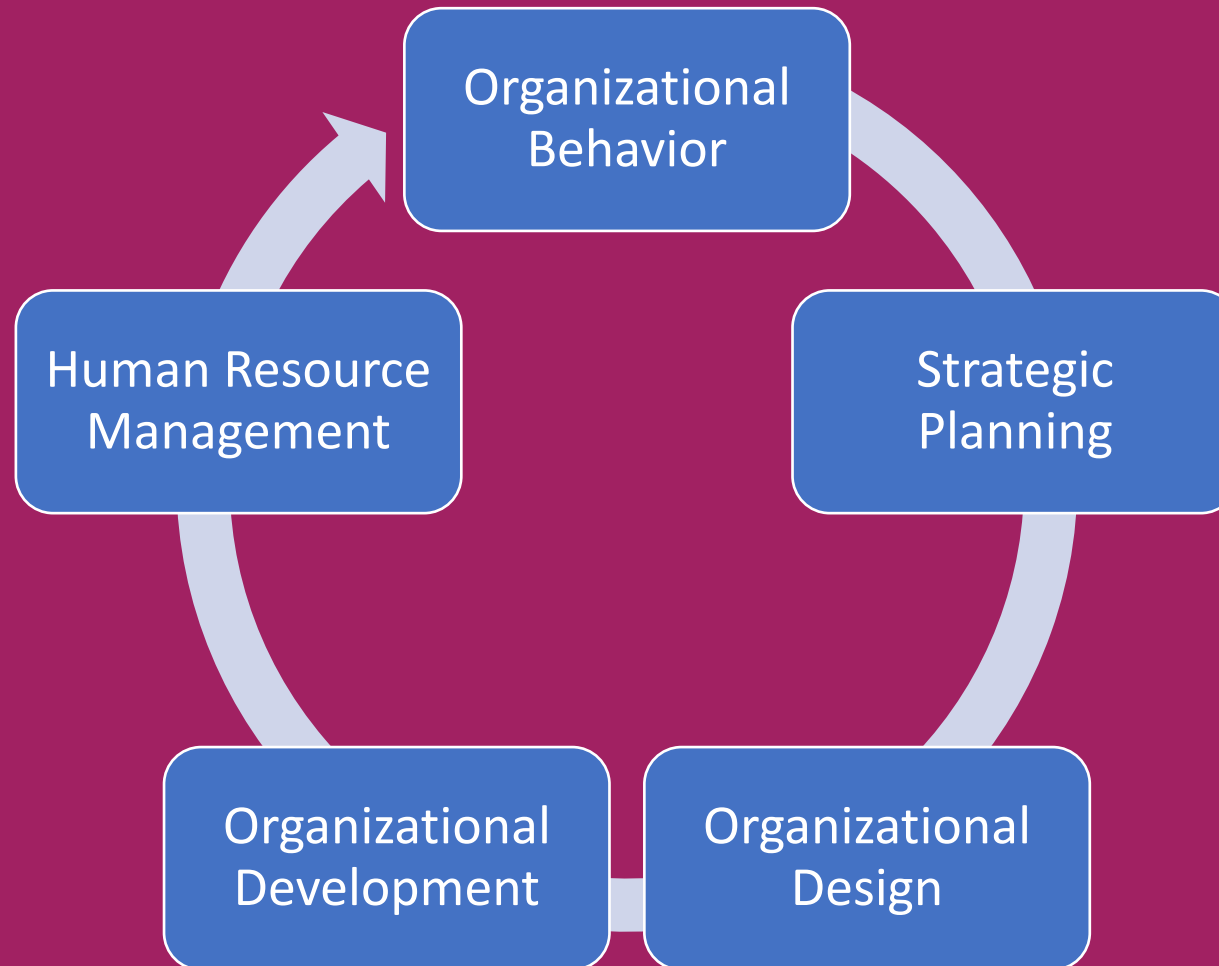 Organizational
Behavior
Strategic
Planning
Organizational
Design
Organizational
Development
Human Resource
Management